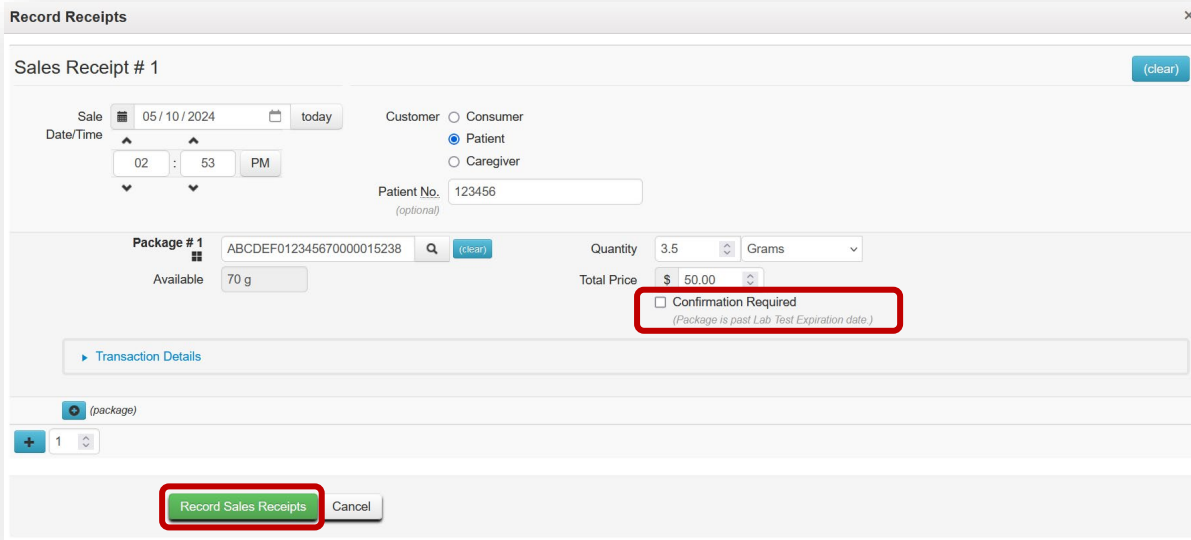 Record Receipts ×
Sales Receipt # 1 (clear)
Sale 05 / 10 / 2024 today Customer Consumer
Date/Time Patient
02 : 53 PM Caregiver
Patient No. 123456
(optional)
Package # 1 ABCDEF012345670000015238 (clear) Quantity 3.5 Grams
Available 70 g Total Price $ 50.00
Confirmation Required
(Package is past Lab Test Expiration date.)
Transaction Details
(package)
+ 1
Record Sales Receipts Cancel